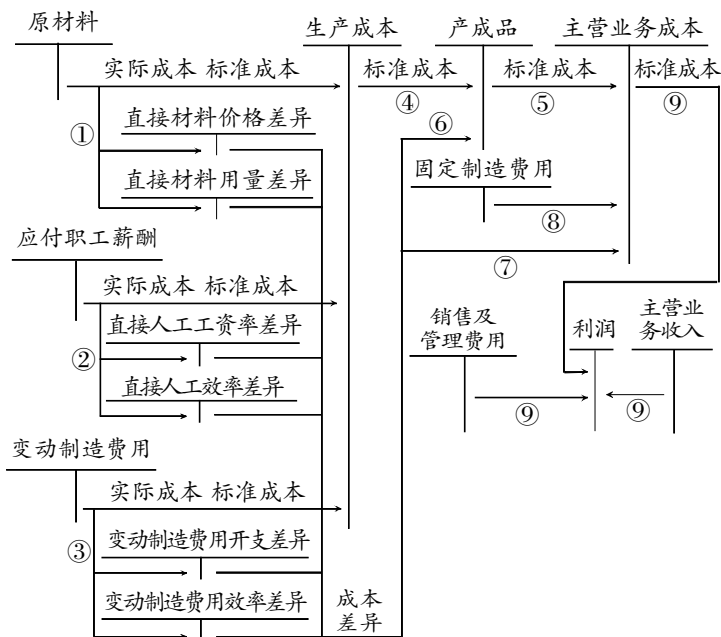 原材料
生产成本
产成品
主营业务成本
实际成本 标准成本
标准成本
标准成本
标准成本
①
④
⑤
⑨
直接材料价格差异
⑥
直接材料用量差异
固定制造费用
⑧
应付职工薪酬
⑦
实际成本 标准成本
直接人工工资率差异
②
直接人工效率差异
销售及
管理费用
利润
主营业
务收入
⑨
⑨
变动制造费用
实际成本 标准成本
③
变动制造费用开支差异
变动制造费用效率差异
成本
差异